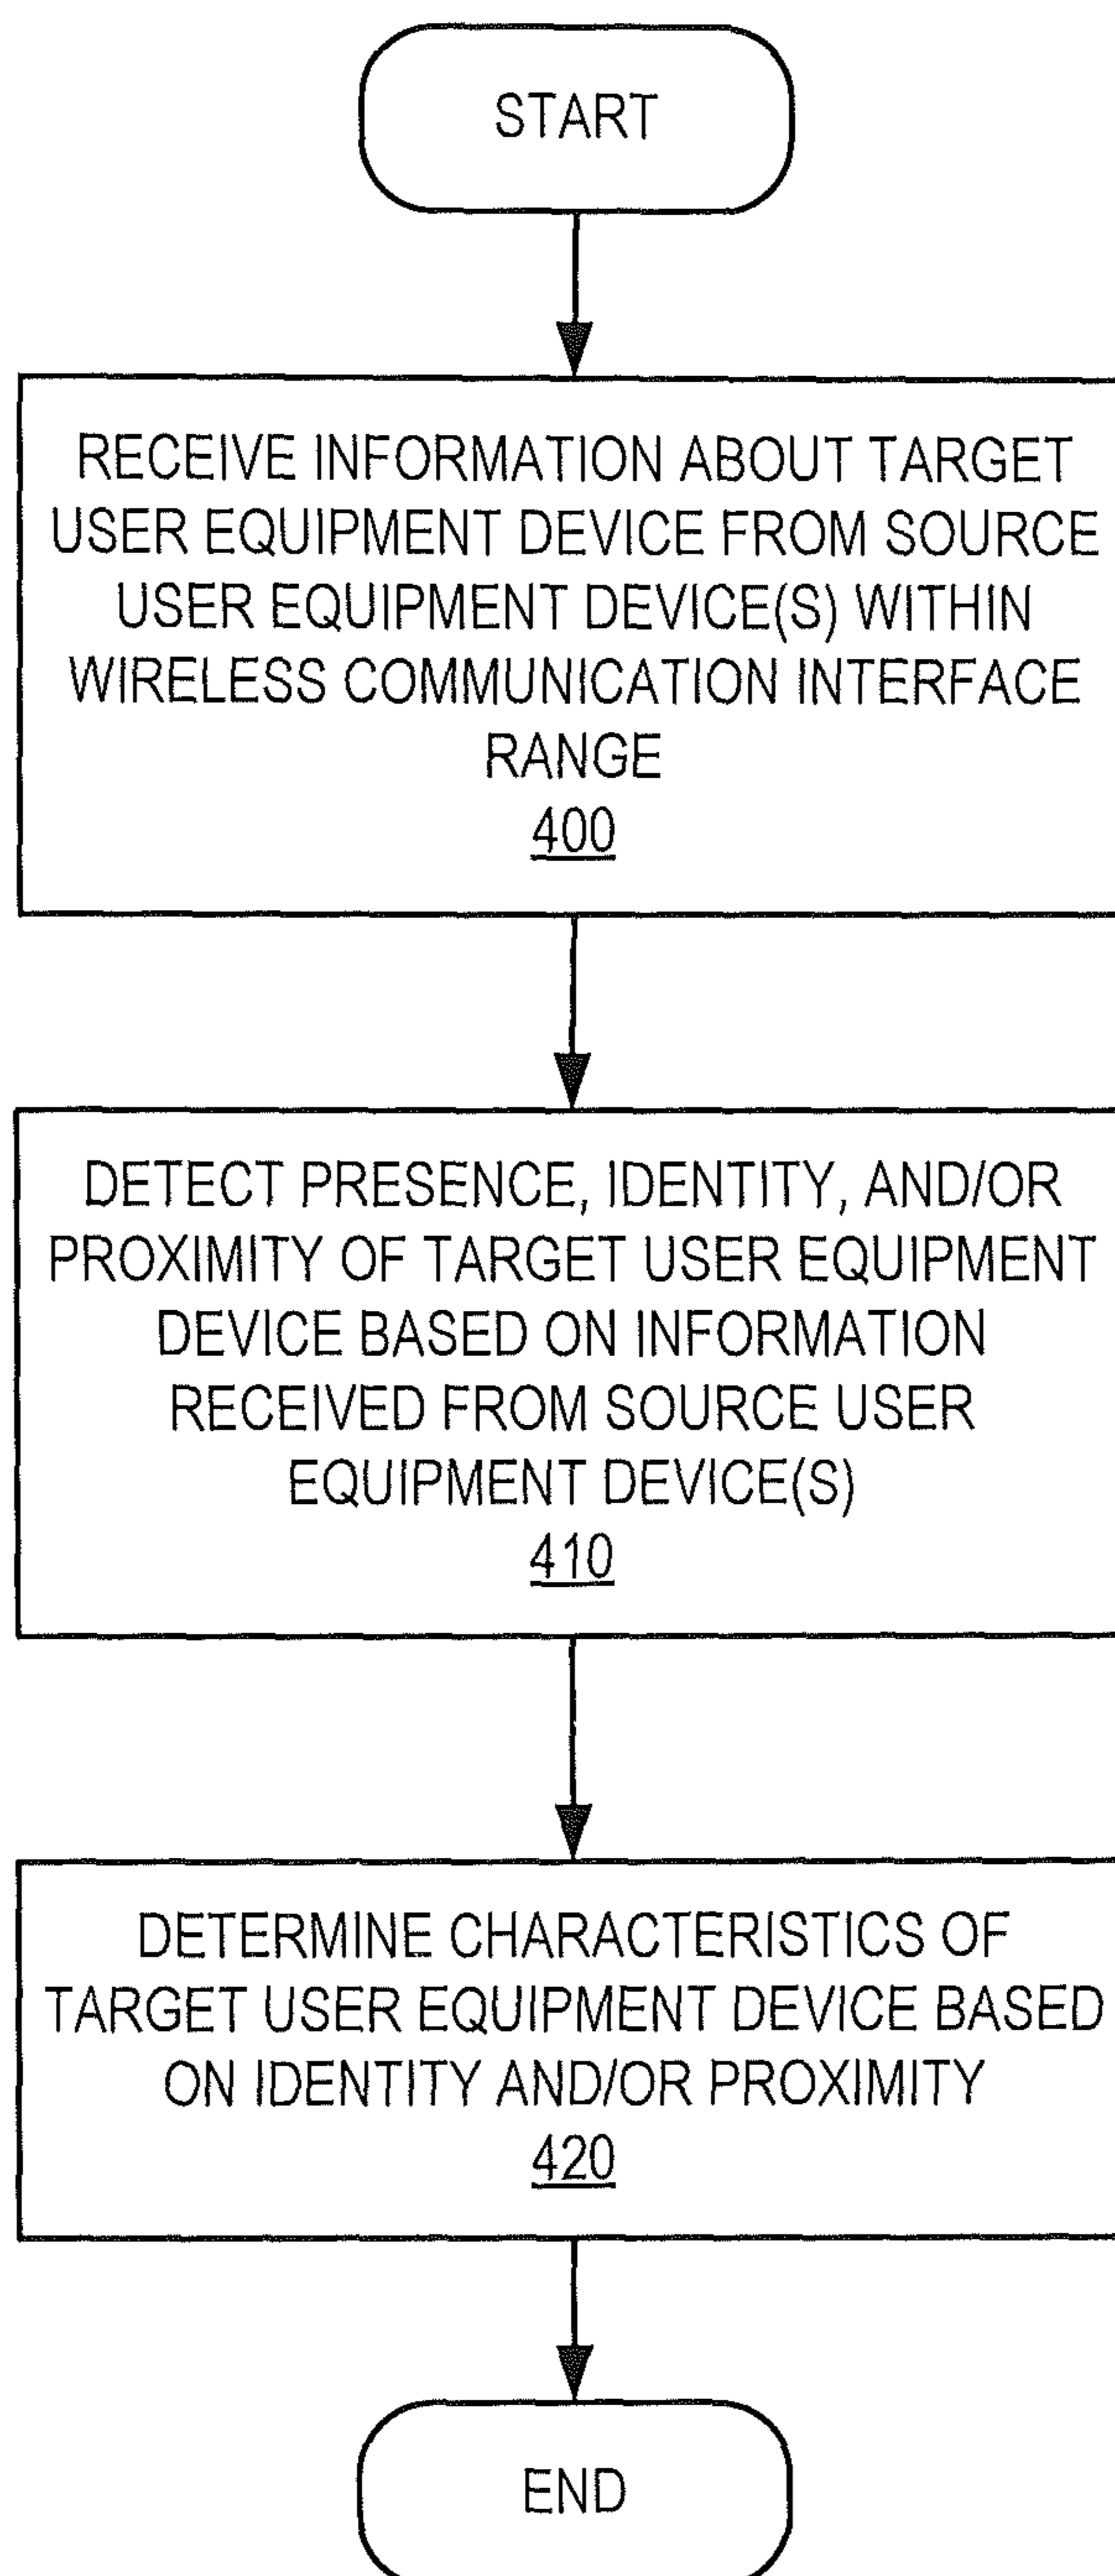 START
RECEIVE INFORMATION ABOUT TARGET
USER EQUIPMENT DEVICE FROM SOURCE
USER EQUIPMENT DEVICE(S) WITHIN
WIRELESS COMMUNICATION INTERFACE
RANGE
400
DETECT PRESENCE, IDENTITY, AND/OR
PROXIMITY OF TARGET USER EQUIPMENT
DEVICE BASED ON INFORMATION
RECEIVED FROM SOURCE USER
EQUIPMENT DEVICE(S)
410
DETERMINE CHARACTERISTICS OF
TARGET USER EQUIPMENT DEVICE BASED
ON IDENTITY AND/OR PROXIMITY
420
END